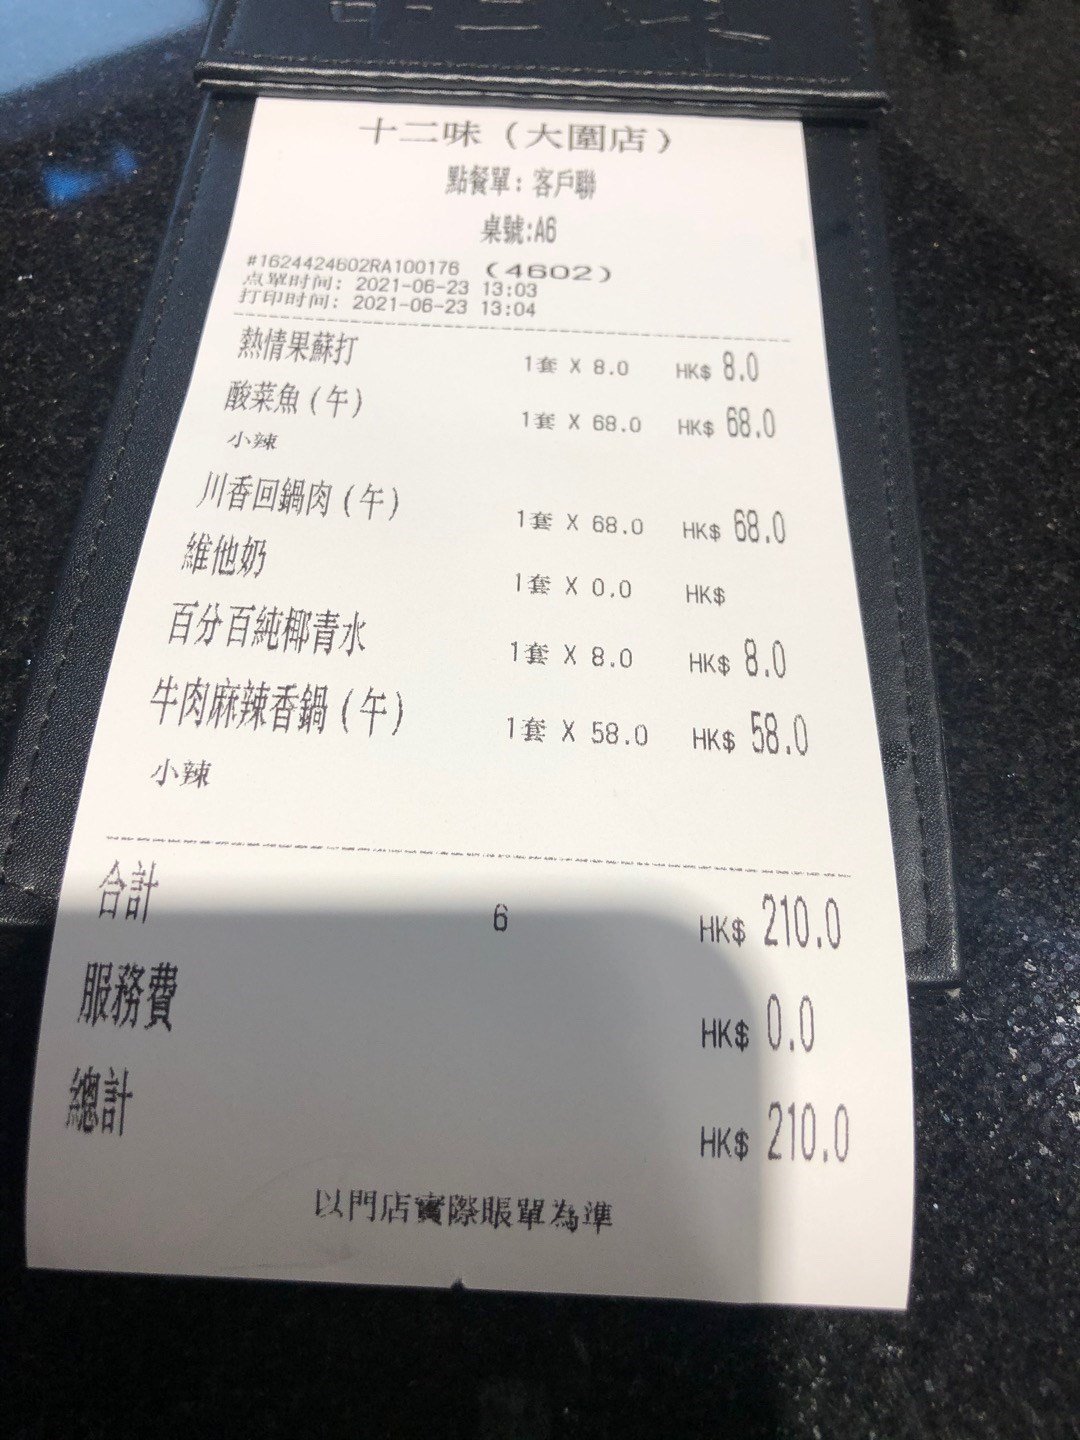 十二味（大圍店）
點餐單：客戶聯
桌號:A6
#1624424602RA100176 (4602)
点單时间: 2021-06-23 13:03
打印时间: 2021-06-23 13:04
熱情果蘇打 1套 X 8.0 HK$ 8.0
酸菜魚(午) 1套 X 68.0 HK$ 68.0
小辣
川香回鍋肉(午) 1套 X 68.0 HK$ 68.0
維他奶 1套 X 0.0 HK$
百分百純椰青水 1套 X 8.0 HK$ 8.0
牛肉麻辣香鍋(午) 1套 X 58.0 HK$ 58.0
小辣
合計 6 HK$ 210.0
服務費 HK$ 0.0
總計 HK$ 210.0
以門店實際賬單為準